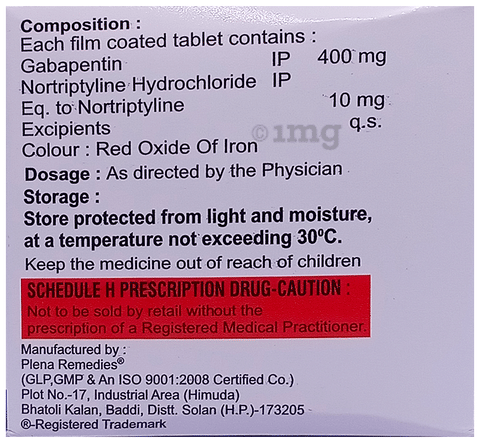 Composition :
Each film coated tablet contains :
Gabapentin IP 400 mg
Nortriptyline Hydrochloride IP
Eq. to Nortriptyline 10 mg
Excipients q.s.
©1mg
Colour : Red Oxide Of Iron
Dosage : As directed by the Physician
Storage :
Store protected from light and moisture,
at a temperature not exceeding 30ºC.
Keep the medicine out of reach of children
SCHEDULE H PRESCRIPTION DRUG-CAUTION :
Not to be sold by retail without the
prescription of a Registered Medical Practitioner.
Manufactured by :
Plena Remedies®
(GLP,GMP & An ISO 9001:2008 Certified Co.)
Plot No.-17, Industrial Area (Himuda)
Bhatoli Kalan, Baddi, Distt. Solan (H.P.)-173205
®-Registered Trademark